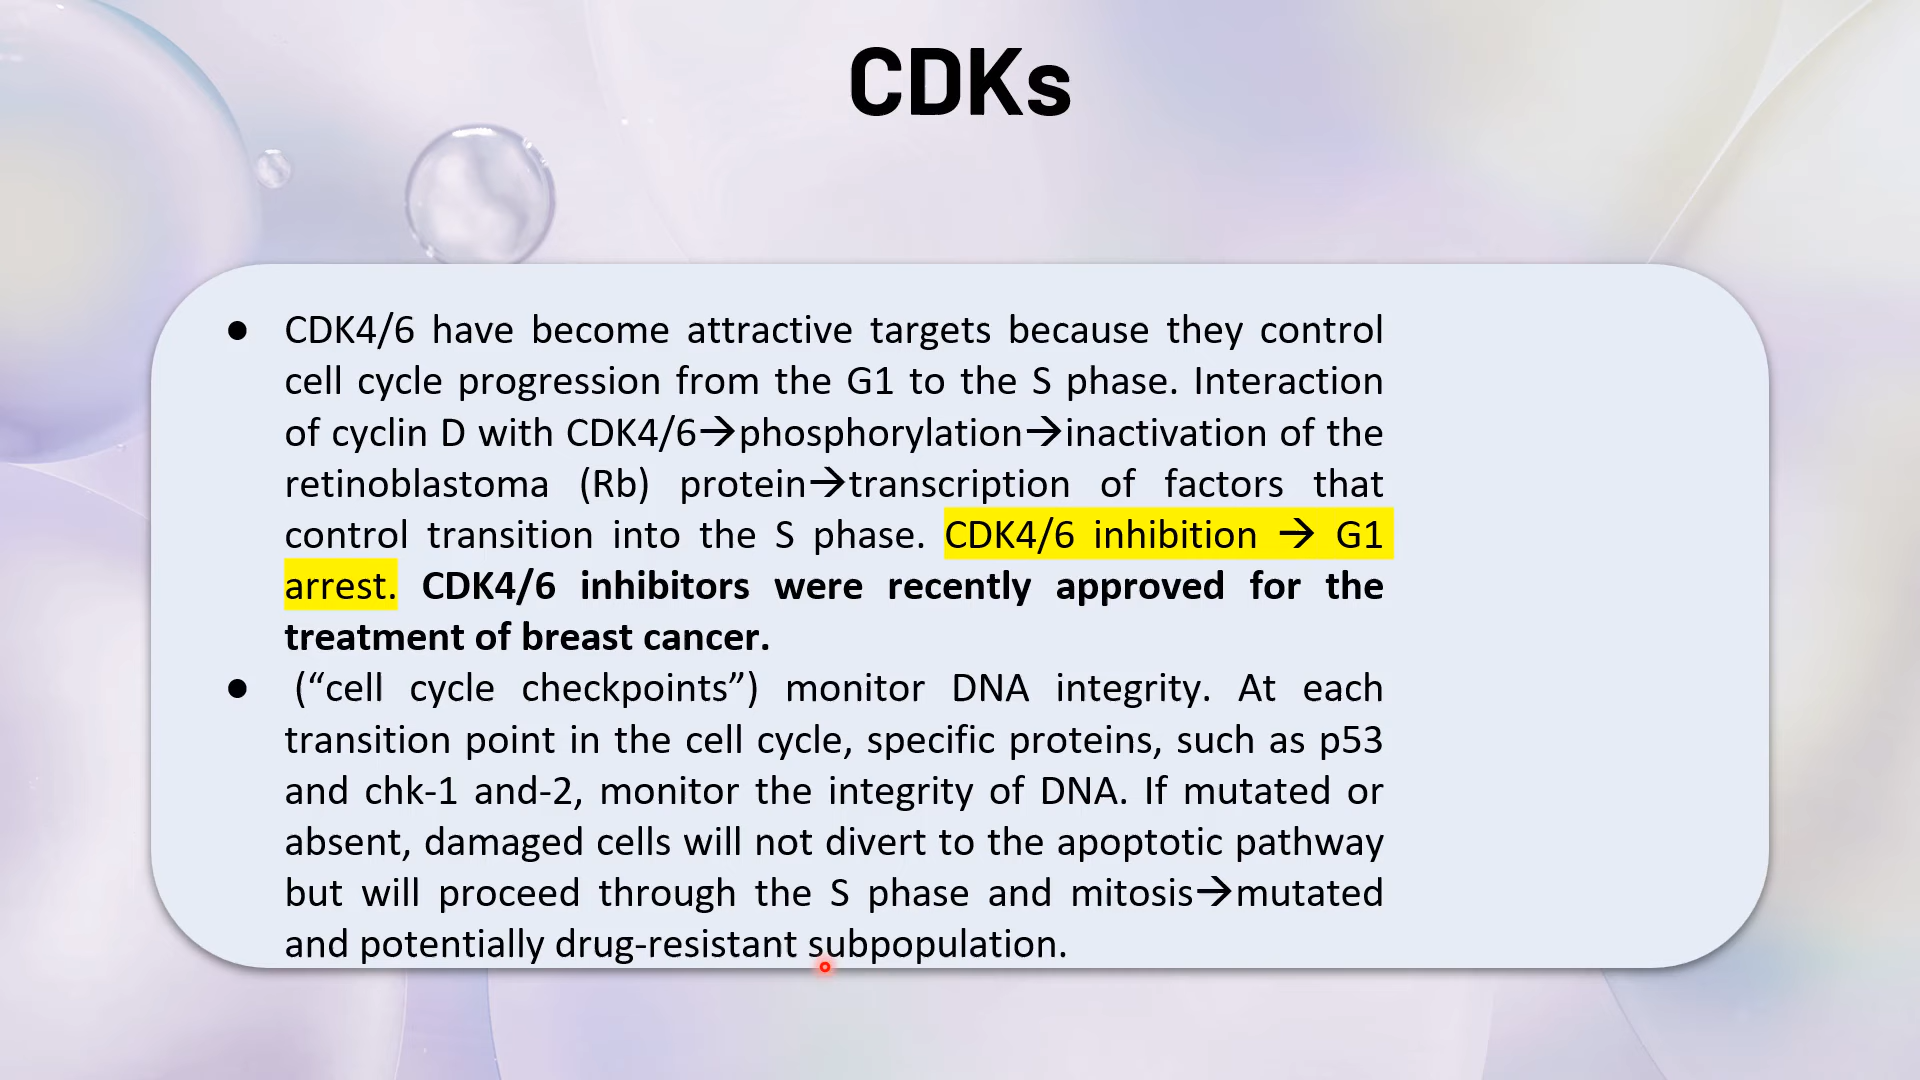 CDKs
● CDK4/6 have become attractive targets because they control
cell cycle progression from the G1 to the S phase. Interaction
of cyclin D with CDK4/6→phosphorylation→inactivation of the
retinoblastoma (Rb) protein→transcription of factors that
control transition into the S phase. CDK4/6 inhibition → G1
arrest. CDK4/6 inhibitors were recently approved for the
treatment of breast cancer.
● (“cell cycle checkpoints”) monitor DNA integrity. At each
transition point in the cell cycle, specific proteins, such as p53
and chk-1 and-2, monitor the integrity of DNA. If mutated or
absent, damaged cells will not divert to the apoptotic pathway
but will proceed through the S phase and mitosis→mutated
and potentially drug-resistant subpopulation.